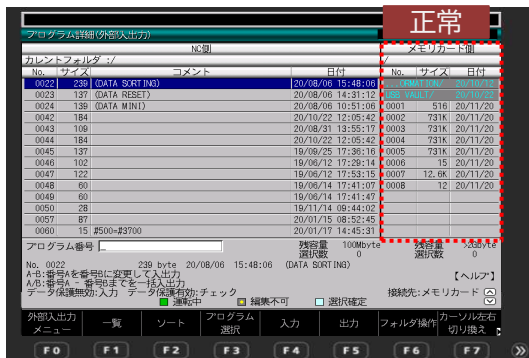 正常
プログラム詳細(外部入出力)
NC側 メモリカード側
カレントフォルダ :/ /
No. サイズ コメント 日付 No. サイズ 日付
0022 239 (DATA SORTING) 20/08/06 15:48:06 ...ORMATION/ 20/10/12
0023 137 (DATA RESET) 20/08/06 14:31:12 USB VAULT/ 20/10/22
0024 139 (DATA MINI) 20/08/06 10:51:06 0001 516 20/11/20
0042 184 20/10/22 12:05:42 0002 731K 20/11/20
0043 109 20/08/31 13:55:17 0003 731K 20/11/20
0044 184 20/10/22 12:05:42 0004 731K 20/11/20
0045 137 19/09/25 17:36:16 0005 731K 20/11/20
0046 102 19/06/12 17:29:14 0006 15 20/11/20
0047 122 19/06/12 17:53:15 0007 12.6K 20/11/20
0048 60 19/06/14 17:41:07 0008 12 20/11/20
0049 60 19/06/14 17:41:47
0050 28 19/11/14 09:44:02
0057 87 20/01/15 08:52:45
0060 15 #500=#3700 20/01/17 14:45:31
プログラム番号 残容量 100Mbyte 残容量 >2Gbyte
選択数 0 選択数 0
No. 0022 239 byte 20/08/06 15:48:06 (DATA SORTING)
A-B:番号Aを番号Bに変更して入出力 【ヘルプ】
A/B:番号A - 番号Bまでを一括入出力
データ保護無効:入力 データ保護有効:チェック 接続先:メモリカード
運転中 編集不可 選択確定
外部入出力メニュー 一覧 ソート プログラム選択 入力 出力 フォルダ操作 カーソル左右切り換え
F0 F1 F2 F3 F4 F5 F6 F7